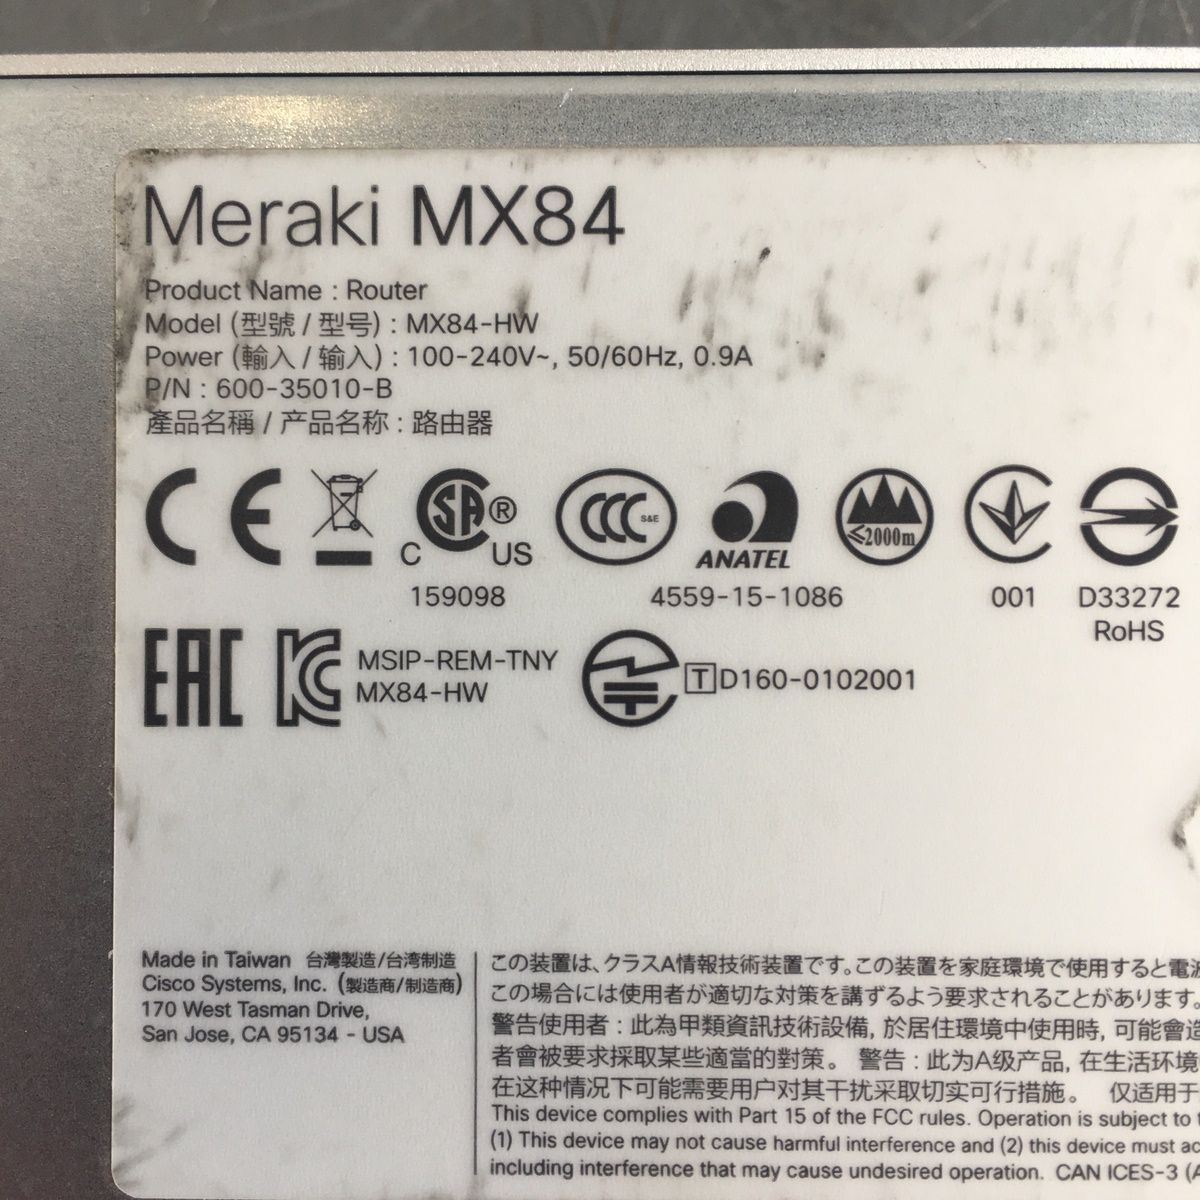 Meraki MX84
Product Name : Router
Model (型號 / 型号) : MX84-HW
Power (輸入 / 输入) : 100-240V~, 50/60Hz, 0.9A
P/N : 600-35010-B
產品名稱 / 产品名称 : 路由器
CE SA ® C US CCC S&E ANATEL ≤2000m
159098 4559-15-1086 001 D33272
RoHS
EAC KC MSIP-REM-TNY
MX84-HW
T D160-0102001
Made in Taiwan 台灣製造/台湾制造
Cisco Systems, Inc. (製造商/制造商)
170 West Tasman Drive,
San Jose, CA 95134 - USA
この装置は、クラスA情報技術装置です。この装置を家庭環境で使用すると電波
この場合には使用者が適切な対策を講ずるよう要求されることがあります。
警告使用者 : 此為甲類資訊技術設備, 於居住環境中使用時, 可能會造
者會被要求採取某些適當的對策。 警告 : 此为A级产品, 在生活环境
在这种情况下可能需要用户对其干扰采取切实可行措施。 仅适用于
This device complies with Part 15 of the FCC rules. Operation is subject to
(1) This device may not cause harmful interference and (2) this device must ac
including interference that may cause undesired operation. CAN ICES-3 (A